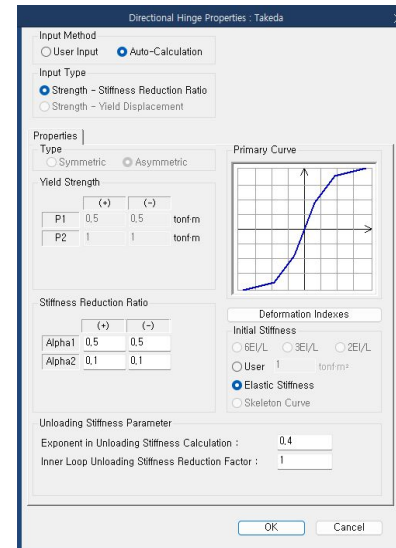 Directional Hinge Properties : Takeda
Input Method
User Input Auto-Calculation
Input Type
Strength - Stiffness Reduction Ratio
Strength - Yield Displacement
Properties
Type
Symmetric Asymmetric
Yield Strength
(+) (-)
P1 0,5 0,5 tonf·m
P2 1 1 tonf·m
Stiffness Reduction Ratio
(+) (-)
Alpha1 0,5 0,5
Alpha2 0,1 0,1
Primary Curve
Deformation Indexes
Initial Stiffness
6EI/L 3EI/L 2EI/L
User 1 tonf·m²
Elastic Stiffness
Skeleton Curve
Unloading Stiffness Parameter
Exponent in Unloading Stiffness Calculation : 0,4
Inner Loop Unloading Stiffness Reduction Factor : 1
OK Cancel